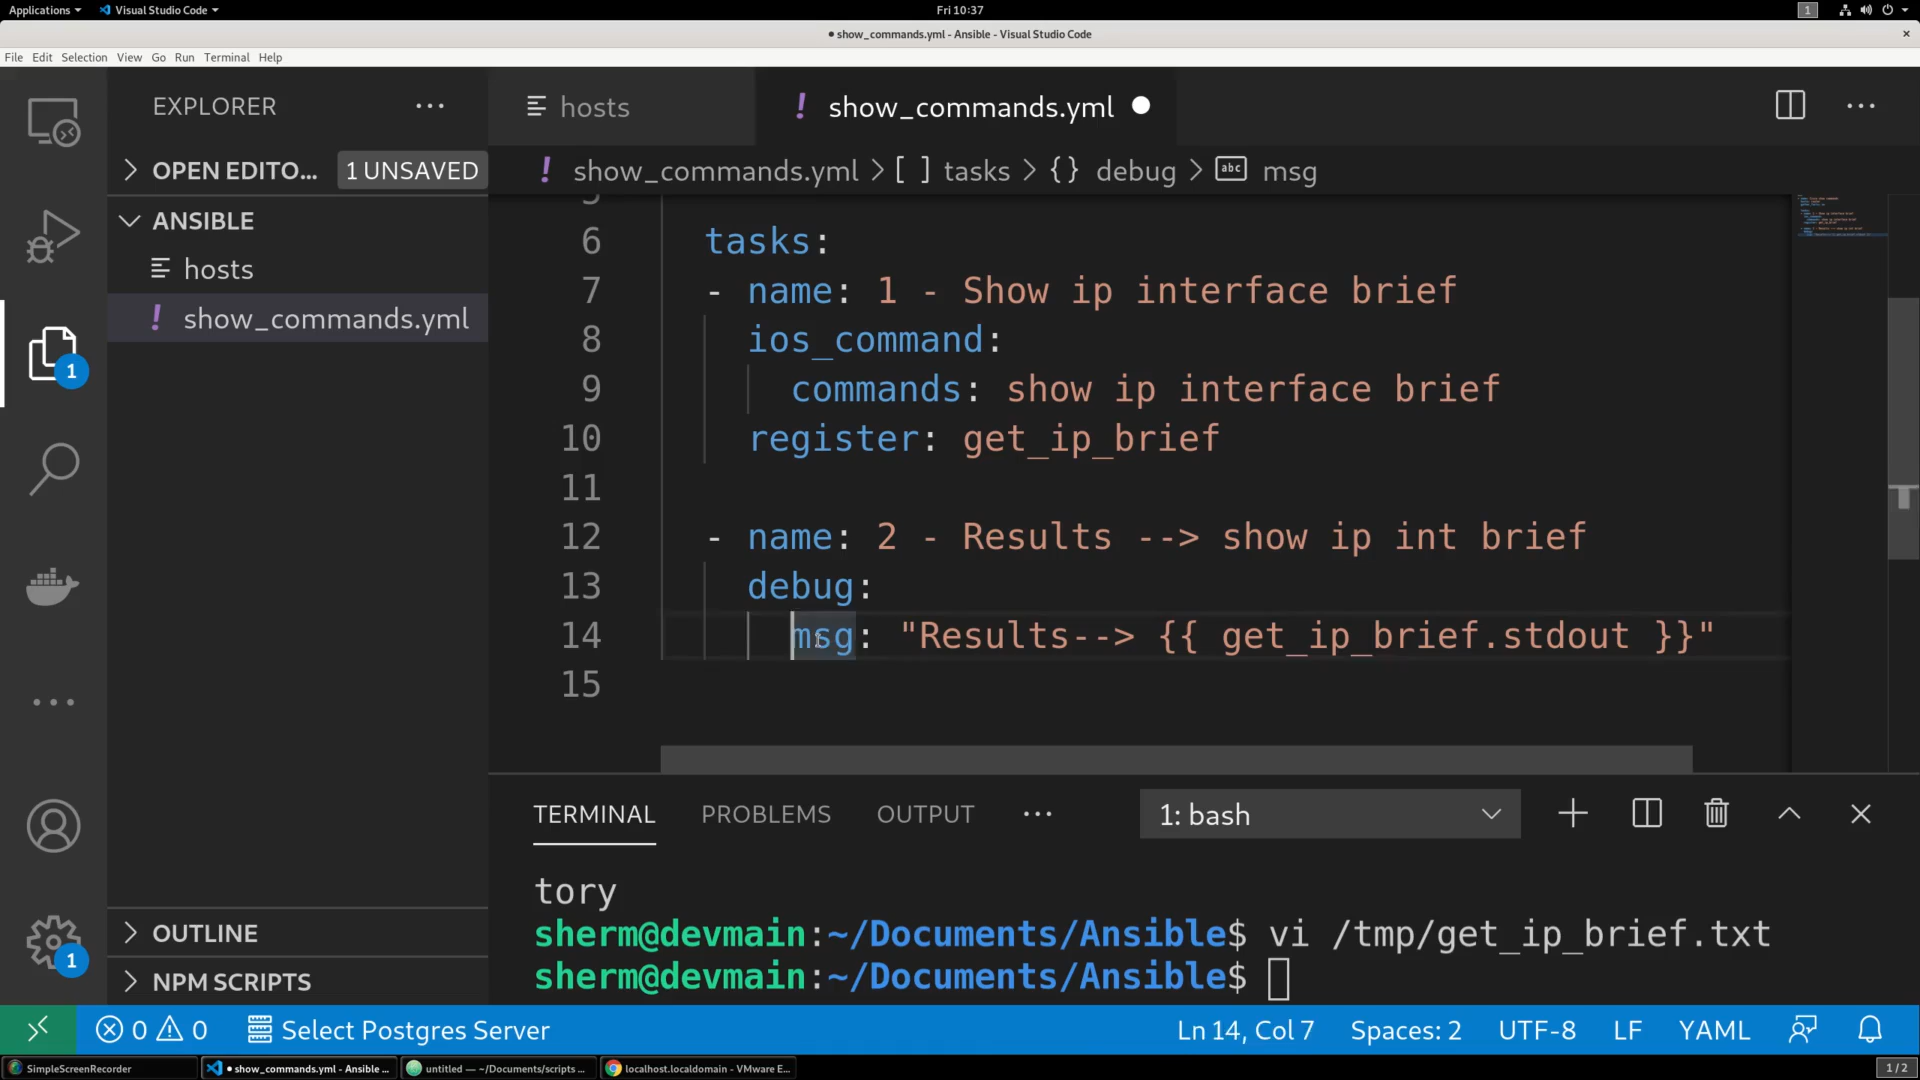 Applications
Visual Studio Code
Fri 10:37
1
● show_commands.yml - Ansible - Visual Studio Code
×
File Edit Selection View Go Run Terminal Help
EXPLORER
hosts
! show_commands.yml
OPEN EDITO... 1 UNSAVED
! show_commands.yml > [ ] tasks > {} debug > abc msg
ANSIBLE
hosts
! show_commands.yml
1
6 tasks:
7 - name: 1 - Show ip interface brief
8 ios_command:
9 commands: show ip interface brief
10 register: get_ip_brief
11
12 - name: 2 - Results --> show ip int brief
13 debug:
14 msg: "Results--> {{ get_ip_brief.stdout }}"
15
TERMINAL PROBLEMS OUTPUT ··· 1: bash
tory
sherm@devmain:~/Documents/Ansible$ vi /tmp/get_ip_brief.txt
sherm@devmain:~/Documents/Ansible$
OUTLINE
1
NPM SCRIPTS
0 0 Select Postgres Server Ln 14, Col 7 Spaces: 2 UTF-8 LF YAML
SimpleScreenRecorder
● show_commands.yml - Ansible ...
untitled — ~/Documents/scripts ...
localhost.localdomain - VMware E...
1 / 2